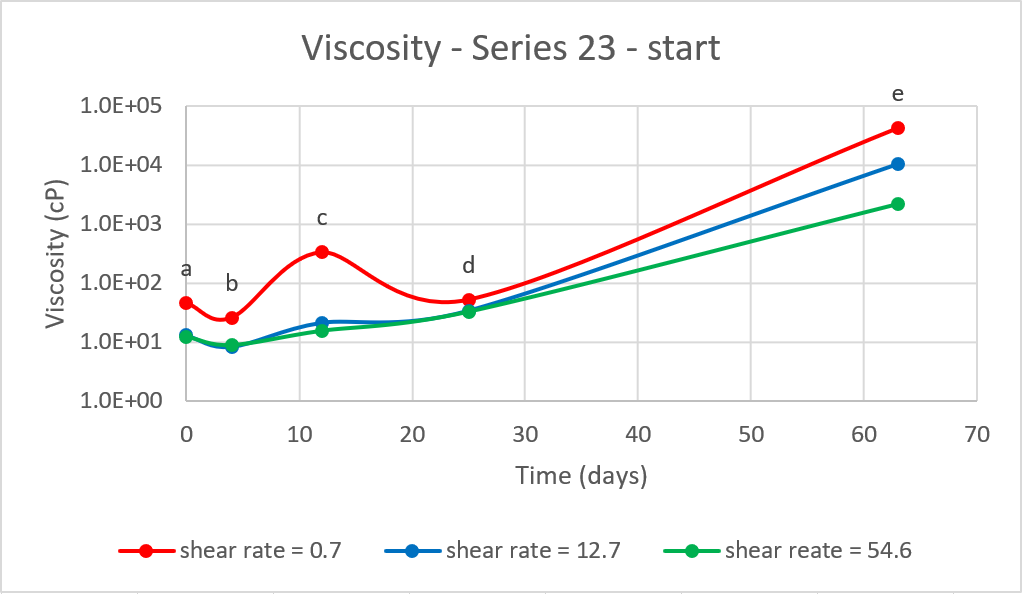 Viscosity - Series 23 - start
e
1.0E+05
1.0E+04
1.0E+03
c
a
b
d
1.0E+02
1.0E+01
1.0E+00
Viscosity (cP)
0 10 20 30 40 50 60 70
Time (days)
shear rate = 0.7 shear rate = 12.7 shear reate = 54.6